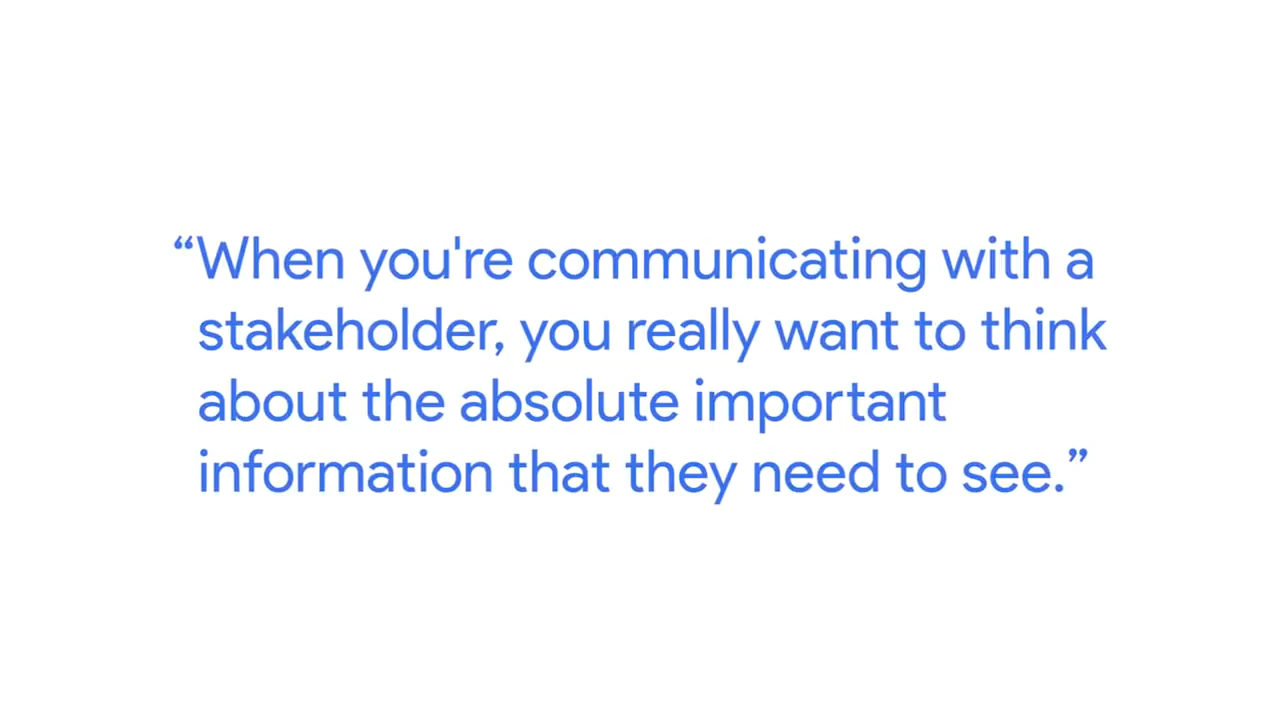 “When you're communicating with a
stakeholder, you really want to think
about the absolute important
information that they need to see.”